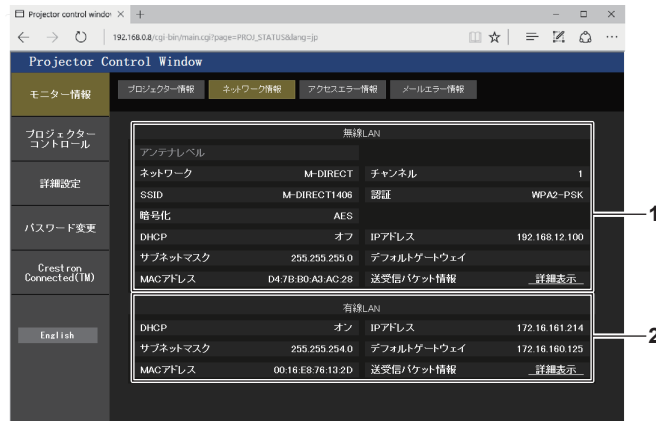 Projector control window
192.168.0.8/cgi-bin/main.cgi?page=PROJ_STATUS&lang=jp
Projector Control Window
モニター情報
プロジェクター情報 ネットワーク情報 アクセスエラー情報 メールエラー情報
プロジェクター
コントロール
詳細設定
パスワード変更
Crestron
Connected(TM)
English
無線LAN
アンテナレベル
ネットワーク M-DIRECT チャンネル 1
SSID M-DIRECT1406 認証 WPA2-PSK
暗号化 AES
DHCP オフ IPアドレス 192.168.12.100
サブネットマスク 255.255.255.0 デフォルトゲートウェイ
MACアドレス D4:7B:B0:A3:AC:28 送受信パケット情報 詳細表示
1
有線LAN
DHCP オン IPアドレス 172.16.161.214
サブネットマスク 255.255.254.0 デフォルトゲートウェイ 172.16.160.125
MACアドレス 00:16:E8:76:13:2D 送受信パケット情報 詳細表示
2